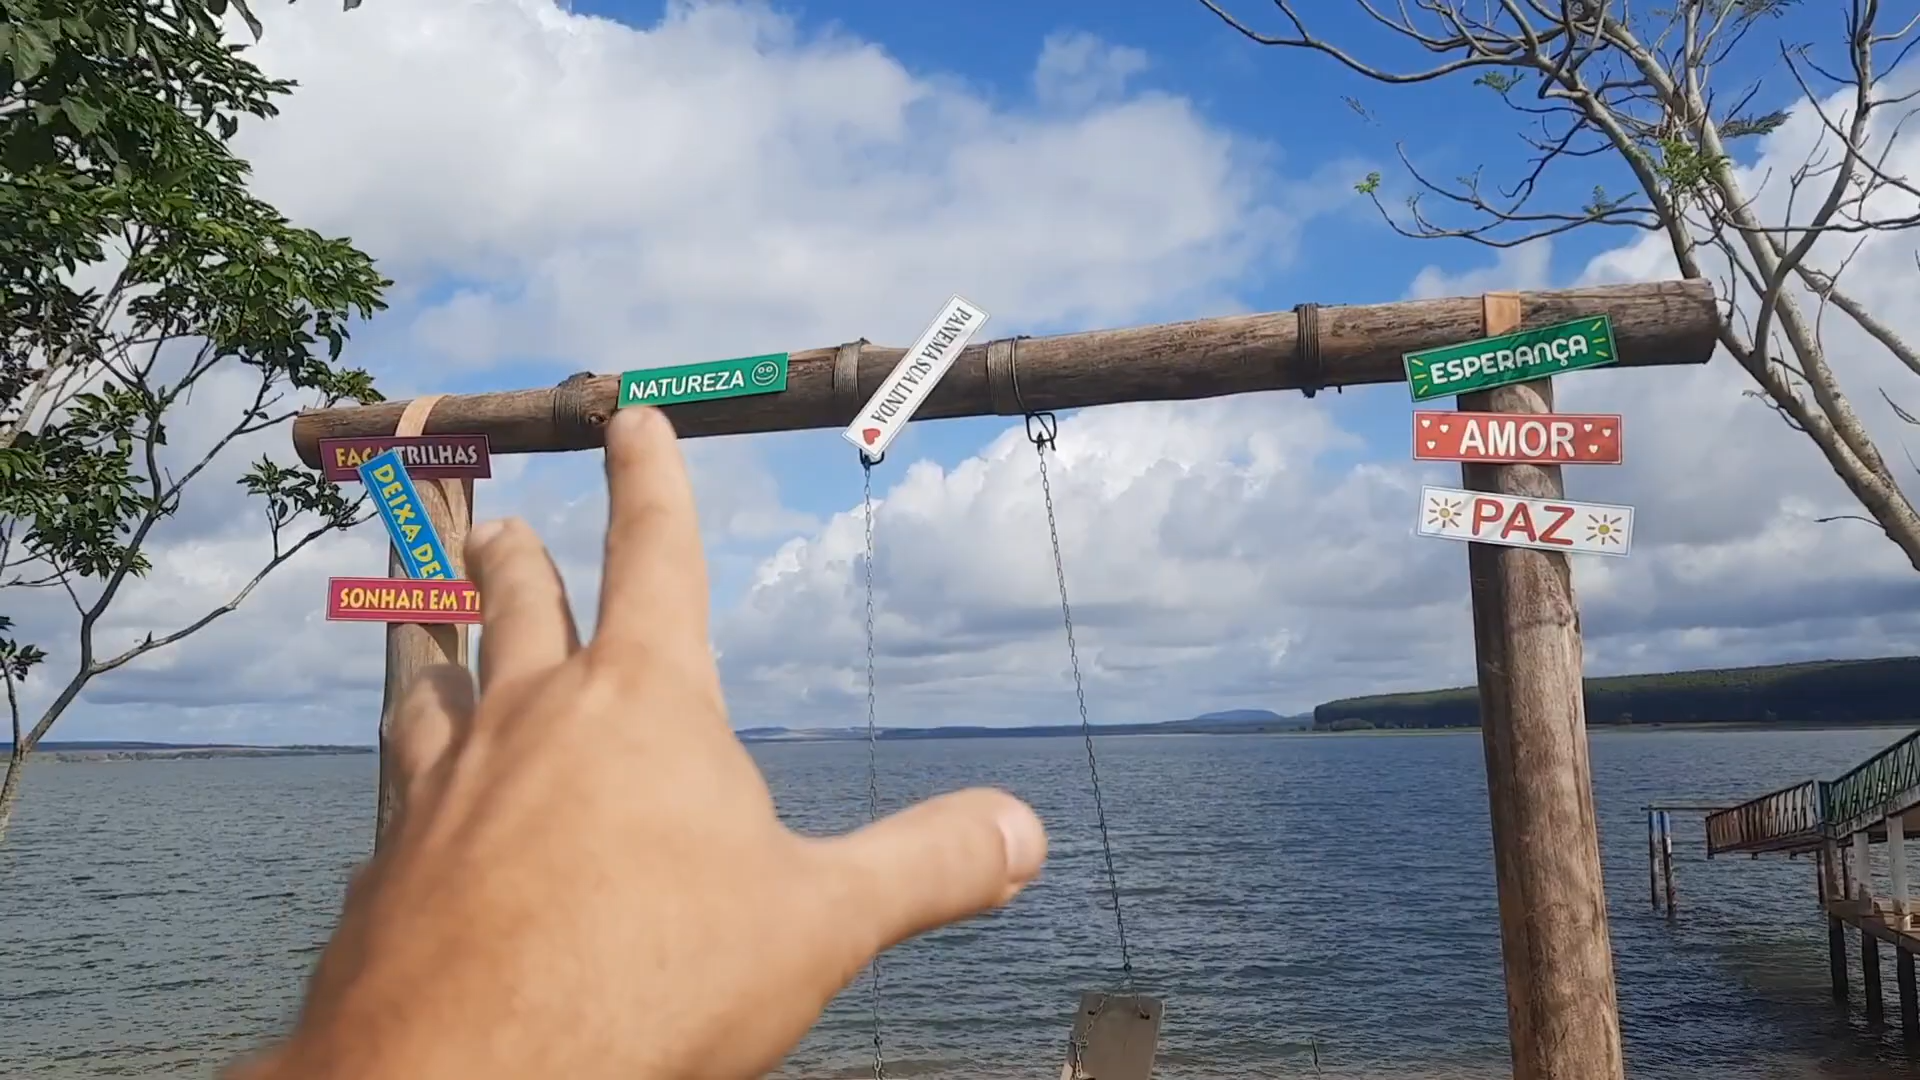 NATUREZA
PANEMA SUA LINDA
ESPERANÇA
FAÇA TRILHAS
DEIXA
AMOR
PAZ
SONHAR EM